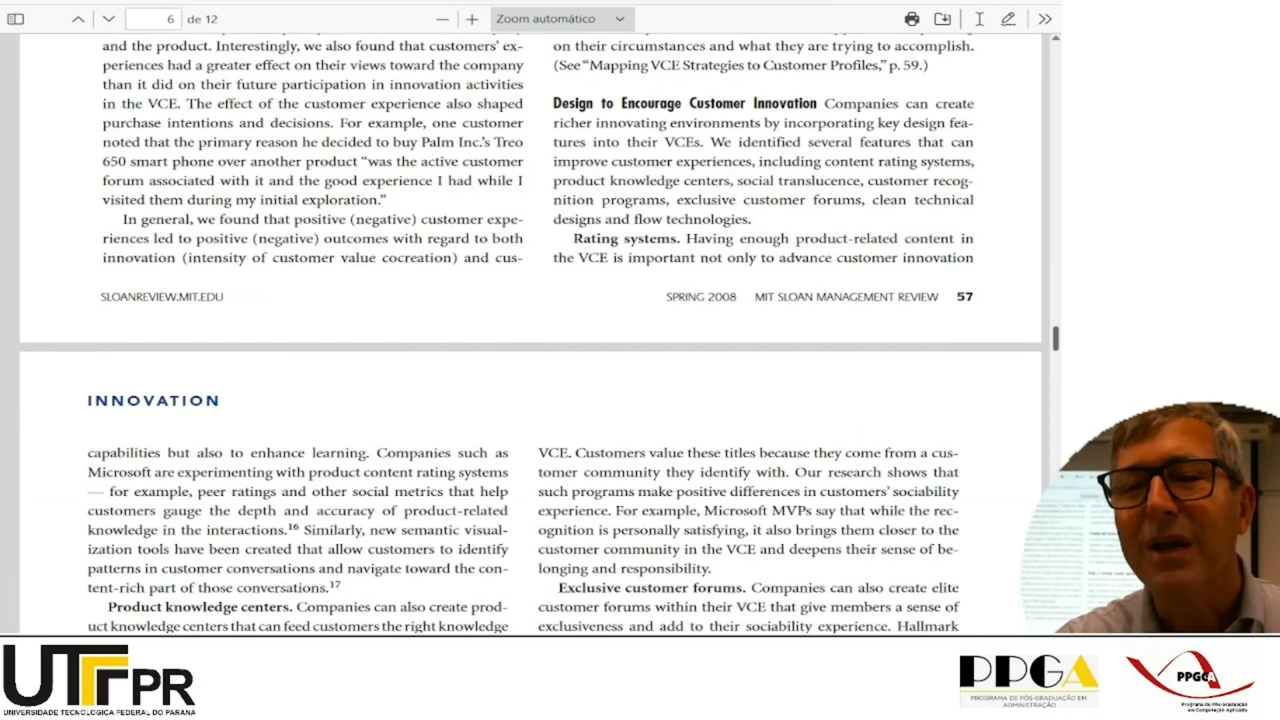 6 de 12 Zoom automático
and the product. Interestingly, we also found that customers' ex-
periences had a greater effect on their views toward the company
than it did on their future participation in innovation activities
in the VCE. The effect of the customer experience also shaped
purchase intentions and decisions. For example, one customer
noted that the primary reason he decided to buy Palm Inc.'s Treo
650 smart phone over another product “was the active customer
forum associated with it and the good experience I had while I
visited them during my initial exploration.”
In general, we found that positive (negative) customer expe-
riences led to positive (negative) outcomes with regard to both
innovation (intensity of customer value cocreation) and cus-
on their circumstances and what they are trying to accomplish.
(See “Mapping VCE Strategies to Customer Profiles,” p. 59.)
Design to Encourage Customer Innovation Companies can create
richer innovating environments by incorporating key design fea-
tures into their VCEs. We identified several features that can
improve customer experiences, including content rating systems,
product knowledge centers, social translucence, customer recog-
nition programs, exclusive customer forums, clean technical
designs and flow technologies.
Rating systems. Having enough product-related content in
the VCE is important not only to advance customer innovation
SLOANREVIEW.MIT.EDU
SPRING 2008 MIT SLOAN MANAGEMENT REVIEW 57
INNOVATION
capabilities but also to enhance learning. Companies such as
Microsoft are experimenting with product content rating systems
— for example, peer ratings and other social metrics that help
customers gauge the depth and accuracy of product-related
knowledge in the interactions.16 Similarly, new semantic visual-
ization tools have been created that allow customers to identify
patterns in customer conversations and navigate toward the con-
tent-rich part of those conversations.17
Product knowledge centers. Companies can also create prod-
uct knowledge centers that can feed customers the right knowledge
VCE. Customers value these titles because they come from a cus-
tomer community they identify with. Our research shows that
such programs make positive differences in customers' sociability
experience. For example, Microsoft MVPs say that while the rec-
ognition is personally satisfying, it also brings them closer to the
customer community in the VCE and deepens their sense of be-
longing and responsibility.
Exclusive customer forums. Companies can also create elite
customer forums within their VCE that give members a sense of
exclusiveness and add to their sociability experience. Hallmark
UTFPR
UNIVERSIDADE TECNOLÓGICA FEDERAL DO PARANÁ
PPGA
PROGRAMA DE PÓS-GRADUAÇÃO EM
ADMINISTRAÇÃO
PPGCA
Programa de Pós-Graduação
em Computação Aplicada